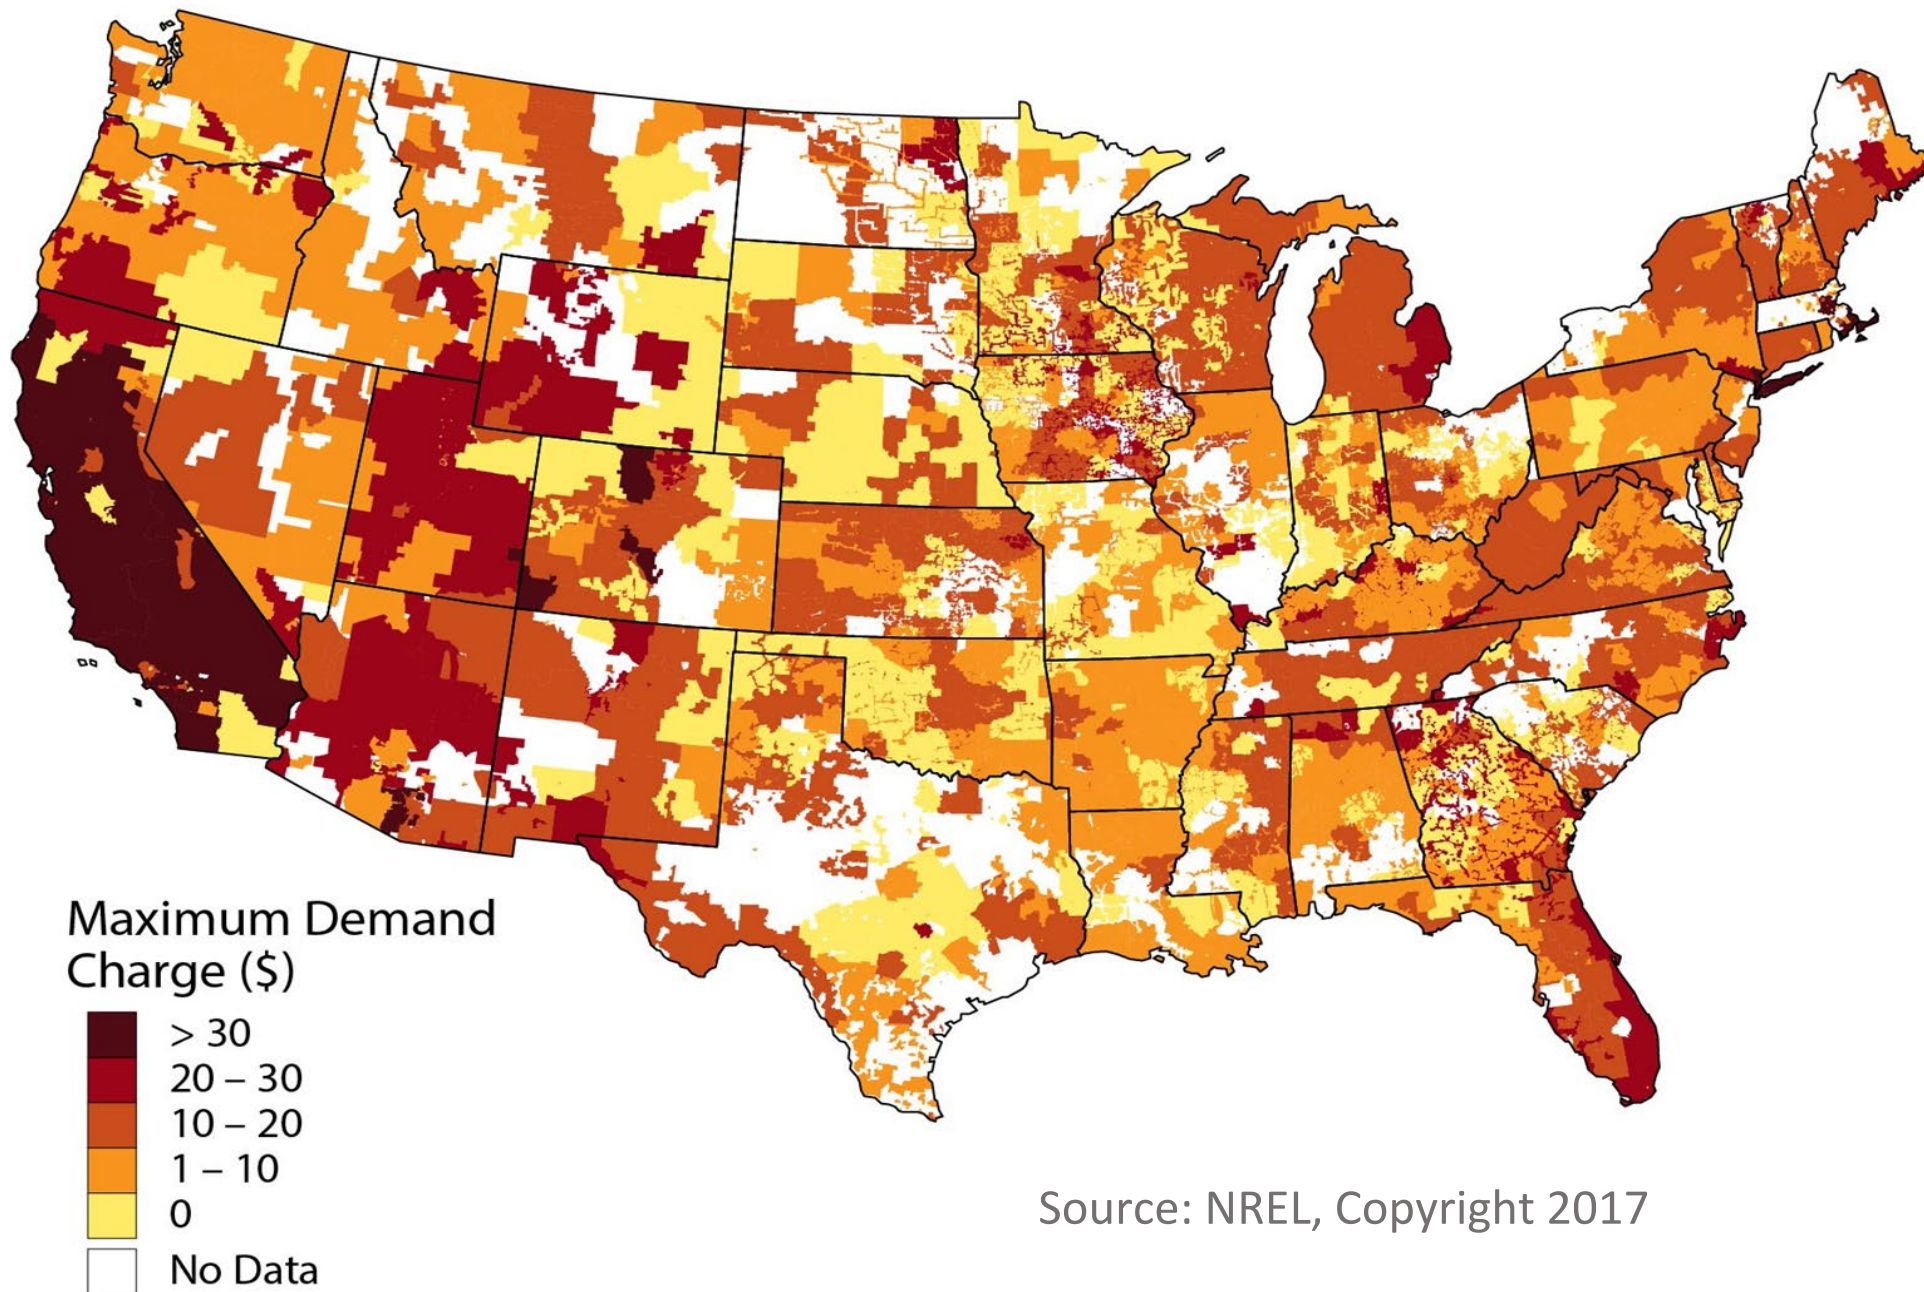 Maximum Demand
Charge ($)
> 30
20 – 30
10 – 20
1 – 10
0
No Data
Source: NREL, Copyright 2017